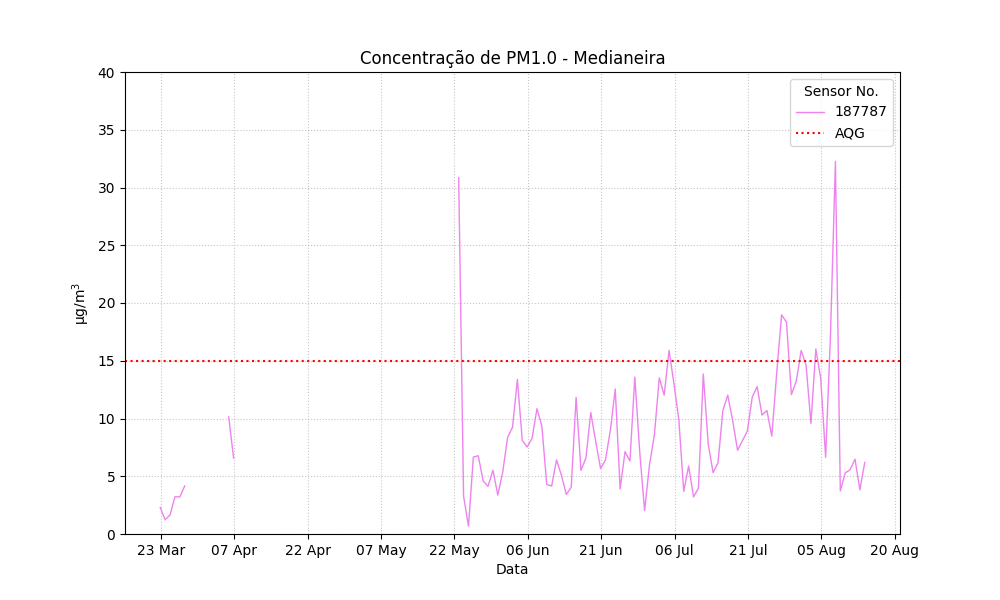 Concentração de PM1.0 - Medianeira
Sensor No.
187787
AQG
40
35
30
25
20
15
10
5
0
µg/m³
23 Mar
07 Apr
22 Apr
07 May
22 May
06 Jun
21 Jun
06 Jul
21 Jul
05 Aug
20 Aug
Data